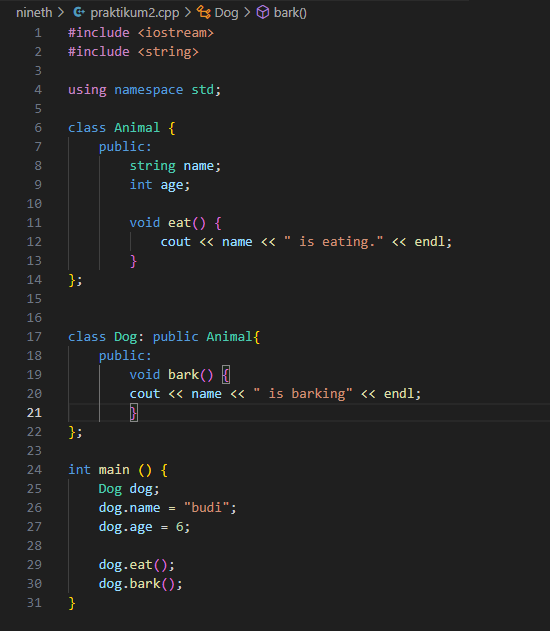 nineth > praktikum2.cpp > Dog > bark()
1 #include <iostream>
2 #include <string>
3
4 using namespace std;
5
6 class Animal {
7     public:
8         string name;
9         int age;
10
11         void eat() {
12             cout << name << " is eating." << endl;
13         }
14 };
15
16
17 class Dog: public Animal{
18     public:
19         void bark() {
20         cout << name << " is barking" << endl;
21         }
22 };
23
24 int main () {
25     Dog dog;
26     dog.name = "budi";
27     dog.age = 6;
28
29     dog.eat();
30     dog.bark();
31 }